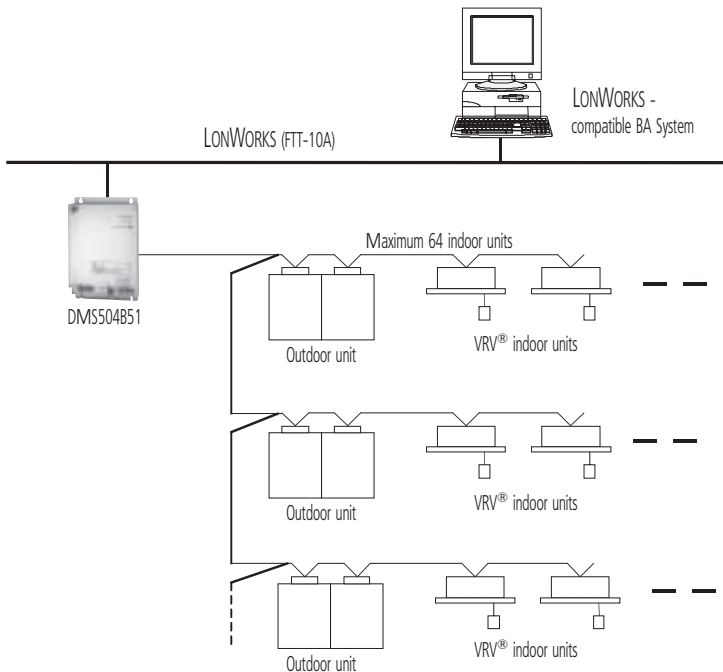 LONWORKS -
compatible BA System
LONWORKS (FTT-10A)
Maximum 64 indoor units
DMS504B51
Outdoor unit
VRV® indoor units
Outdoor unit
VRV® indoor units
Outdoor unit
VRV® indoor units